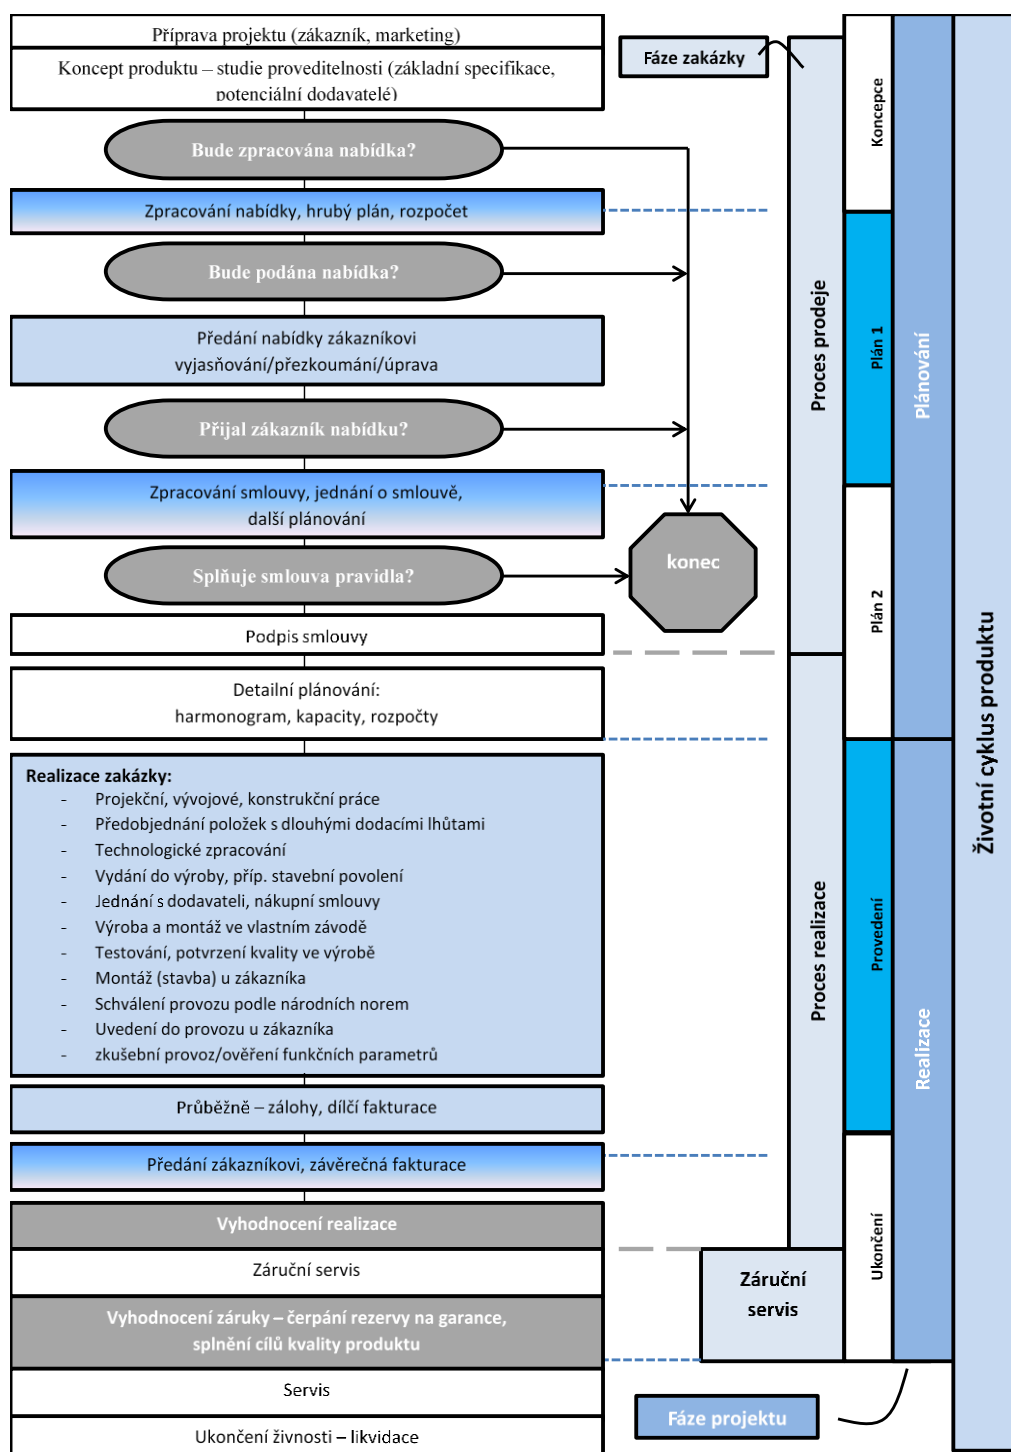 Příprava projektu (zákazník, marketing)
Koncept produktu – studie proveditelnosti (základní specifikace,
potenciální dodavatelé)
Bude zpracována nabídka?
Zpracování nabídky, hrubý plán, rozpočet
Bude podána nabídka?
Předání nabídky zákazníkovi
vyjasňování/přezkoumání/úprava
Přijal zákazník nabídku?
Zpracování smlouvy, jednání o smlouvě,
další plánování
Splňuje smlouva pravidla?
konec
Podpis smlouvy
Detailní plánování:
harmonogram, kapacity, rozpočty
Realizace zakázky:
- Projekční, vývojové, konstrukční práce
- Předobjednání položek s dlouhými dodacími lhůtami
- Technologické zpracování
- Vydání do výroby, příp. stavební povolení
- Jednání s dodavateli, nákupní smlouvy
- Výroba a montáž ve vlastním závodě
- Testování, potvrzení kvality ve výrobě
- Montáž (stavba) u zákazníka
- Schválení provozu podle národních norem
- Uvedení do provozu u zákazníka
- zkušební provoz/ověření funkčních parametrů
Průběžně – zálohy, dílčí fakturace
Předání zákazníkovi, závěrečná fakturace
Vyhodnocení realizace
Záruční servis
Vyhodnocení záruky – čerpání rezervy na garance,
splnění cílů kvality produktu
Servis
Ukončení živnosti – likvidace
Fáze zakázky
Proces prodeje
Proces realizace
Záruční
servis
Koncepce
Plán 1
Plán 2
Provedení
Ukončení
Plánování
Realizace
Fáze projektu
Životní cyklus produktu